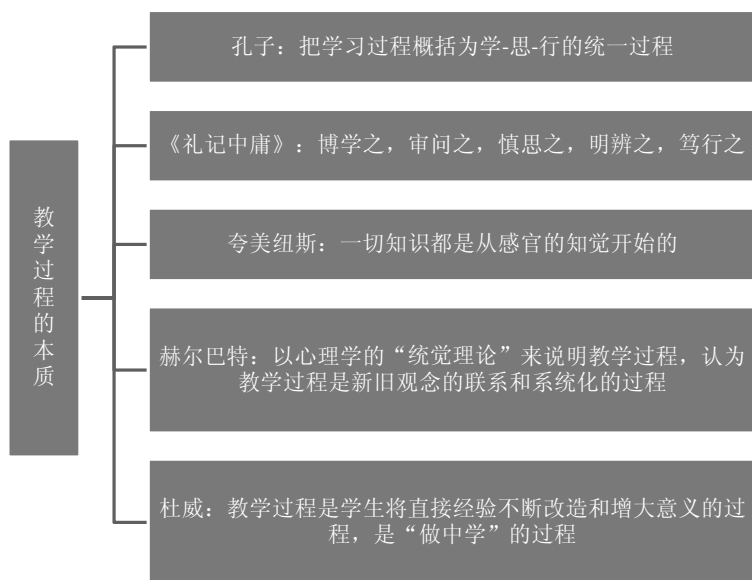 教学过程的本质
孔子：把学习过程概括为学-思-行的统一过程
《礼记中庸》：博学之，审问之，慎思之，明辨之，笃行之
夸美纽斯：一切知识都是从感官的知觉开始的
赫尔巴特：以心理学的“统觉理论”来说明教学过程，认为
教学过程是新旧观念的联系和系统化的过程
杜威：教学过程是学生将直接经验不断改造和增大意义的过
程，是“做中学”的过程